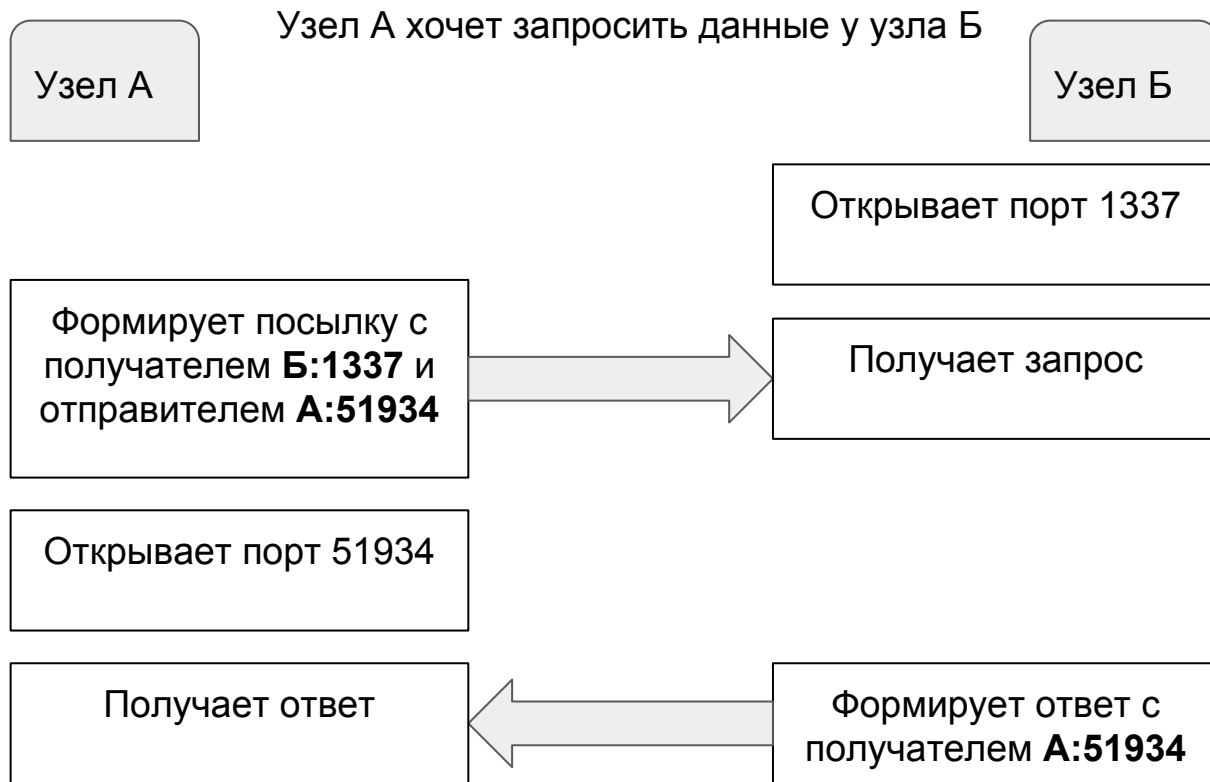 Узел А хочет запросить данные у узла Б
Узел А
Узел Б
Открывает порт 1337
Формирует посылку с
получателем Б:1337 и
отправителем А:51934
Получает запрос
Открывает порт 51934
Получает ответ
Формирует ответ с
получателем А:51934